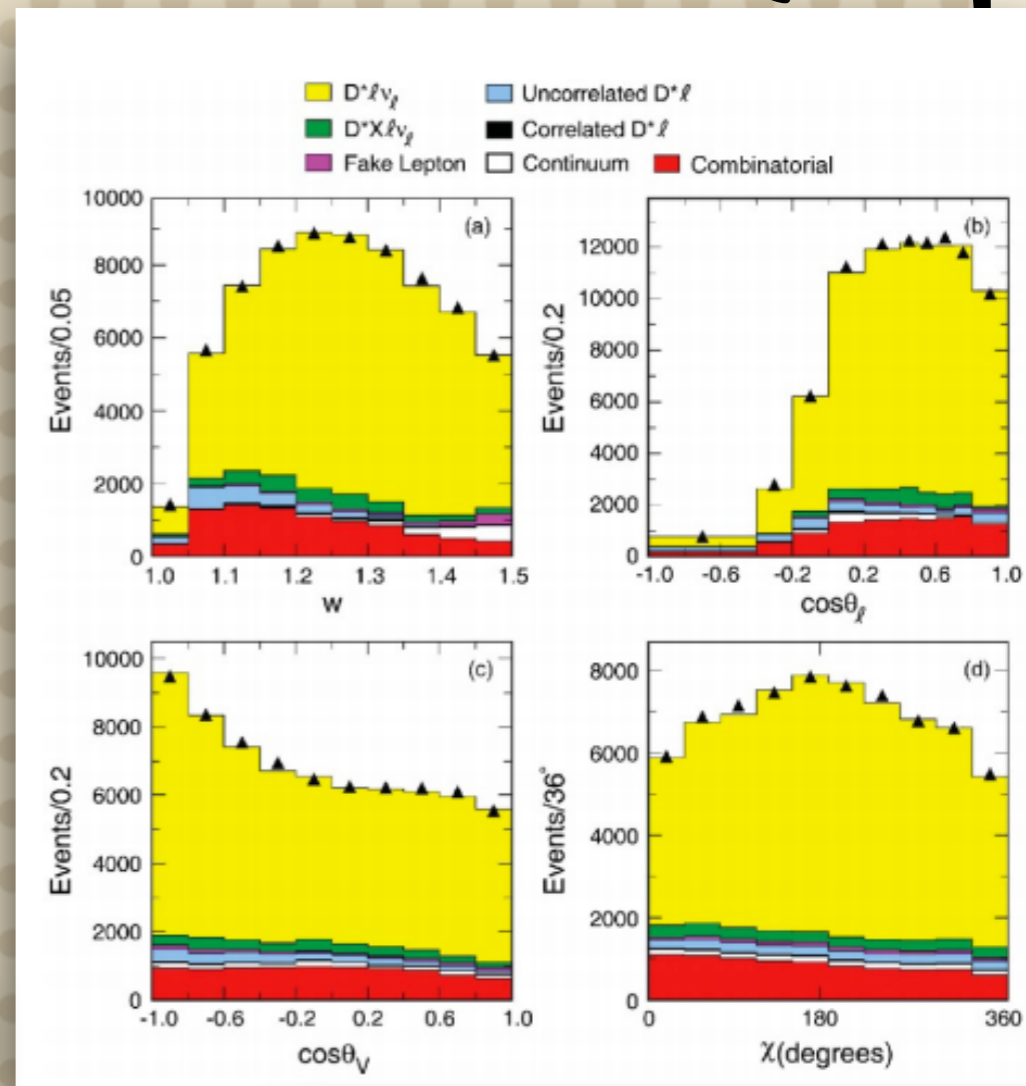 D*ℓν_ℓ Uncorrelated D*ℓ
D*Xℓν_ℓ Correlated D*ℓ
Fake Lepton Continuum Combinatorial
(a)
Events/0.05
10000
8000
6000
4000
2000
0
1.0 1.1 1.2 1.3 1.4 1.5
w
(b)
Events/0.2
12000
10000
8000
6000
4000
2000
0
-1.0 -0.6 -0.2 0.2 0.6 1.0
cosθ_ℓ
(c)
Events/0.2
10000
8000
6000
4000
2000
0
-1.0 -0.6 -0.2 0.2 0.6 1.0
cosθ_V
(d)
Events/36°
8000
6000
4000
2000
0
0 180 360
χ(degrees)